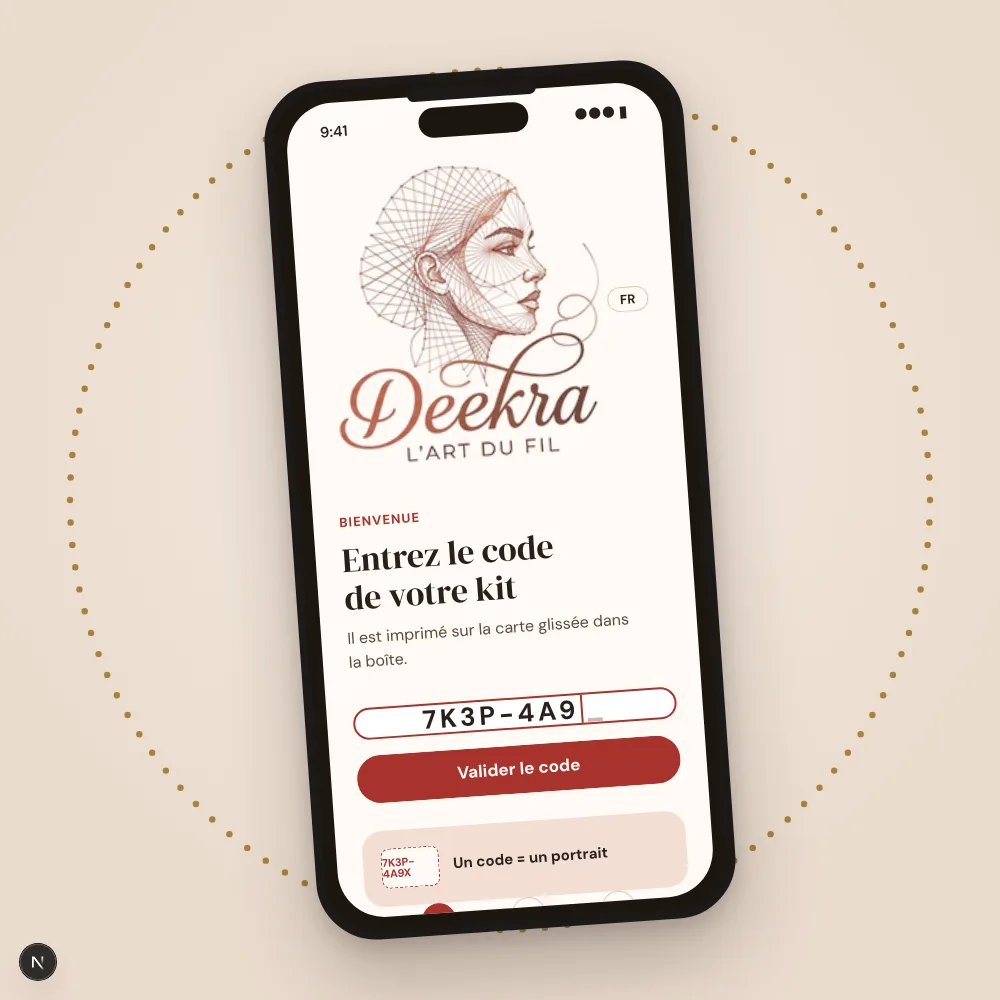 9:41
FR
Deekra
L'ART DU FIL
BIENVENUE
Entrez le code
de votre kit
Il est imprimé sur la carte glissée dans
la boîte.
7K3P-4A9_
Valider le code
7K3P-
4A9X
Un code = un portrait
N